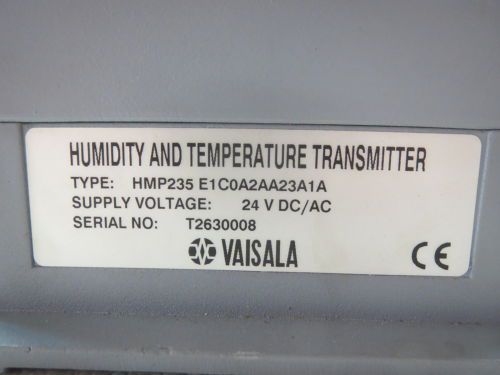 HUMIDITY AND TEMPERATURE TRANSMITTER
TYPE: HMP235 E1C0A2AA23A1A
SUPPLY VOLTAGE: 24 V DC/AC
SERIAL NO: T2630008
VAISALA CE